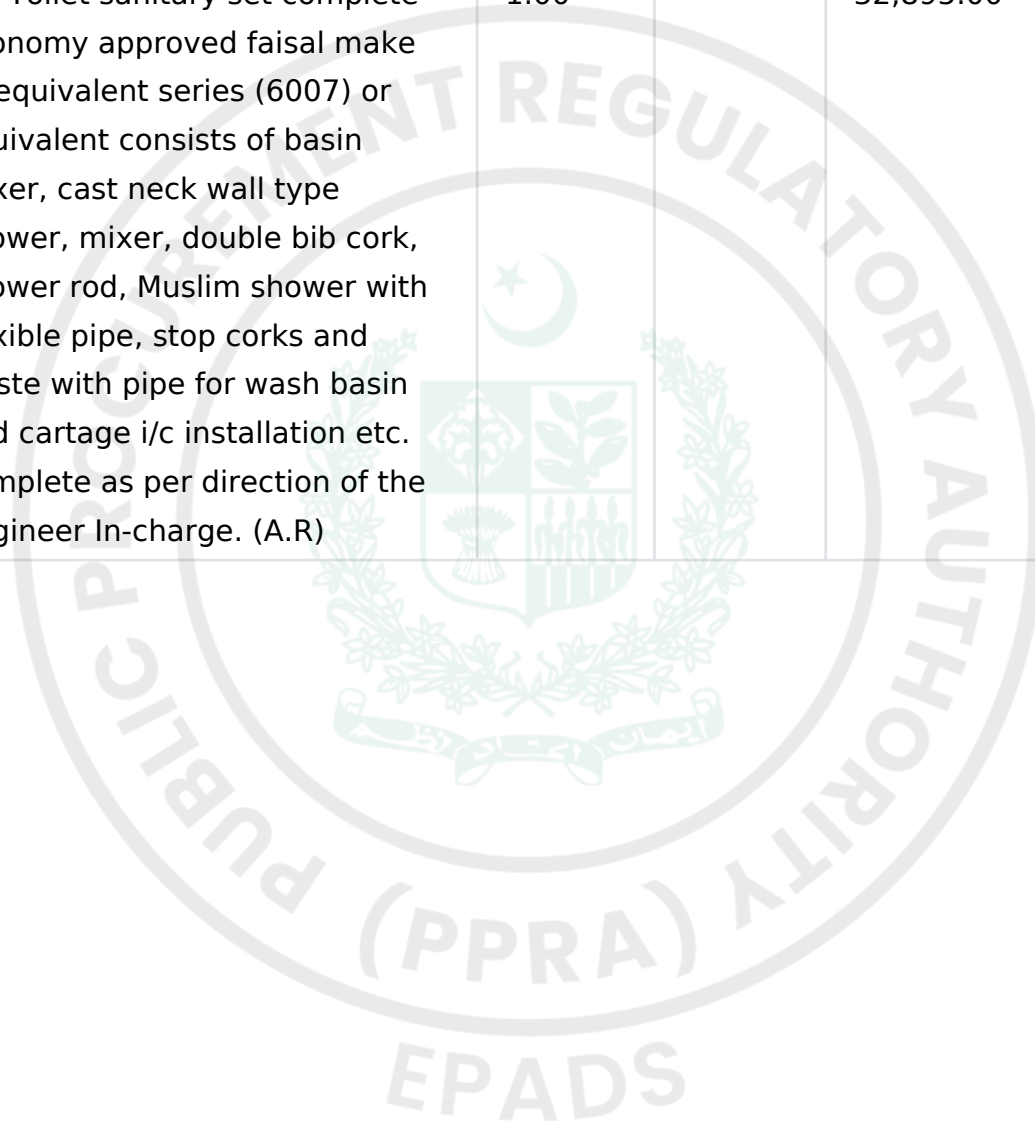 Toilet sanitary set complete 1.00
onomy approved faisal make
equivalent series (6007) or
uivalent consists of basin
xer, cast neck wall type
ower, mixer, double bib cork,
ower rod, Muslim shower with
xible pipe, stop corks and
ste with pipe for wash basin
d cartage i/c installation etc.
mplete as per direction of the
gineer In-charge. (A.R)
PUBLIC PROCUREMENT REGULATORY AUTHORITY
(PPRA)
EPADS